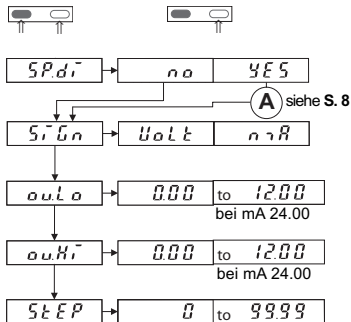 SP.di no YES
A siehe S. 8
SiGn VoLt mA
ou.Lo 0.00 to 12.00
bei mA 24.00
ou.Hi 0.00 to 12.00
bei mA 24.00
StEP 0 to 99.99